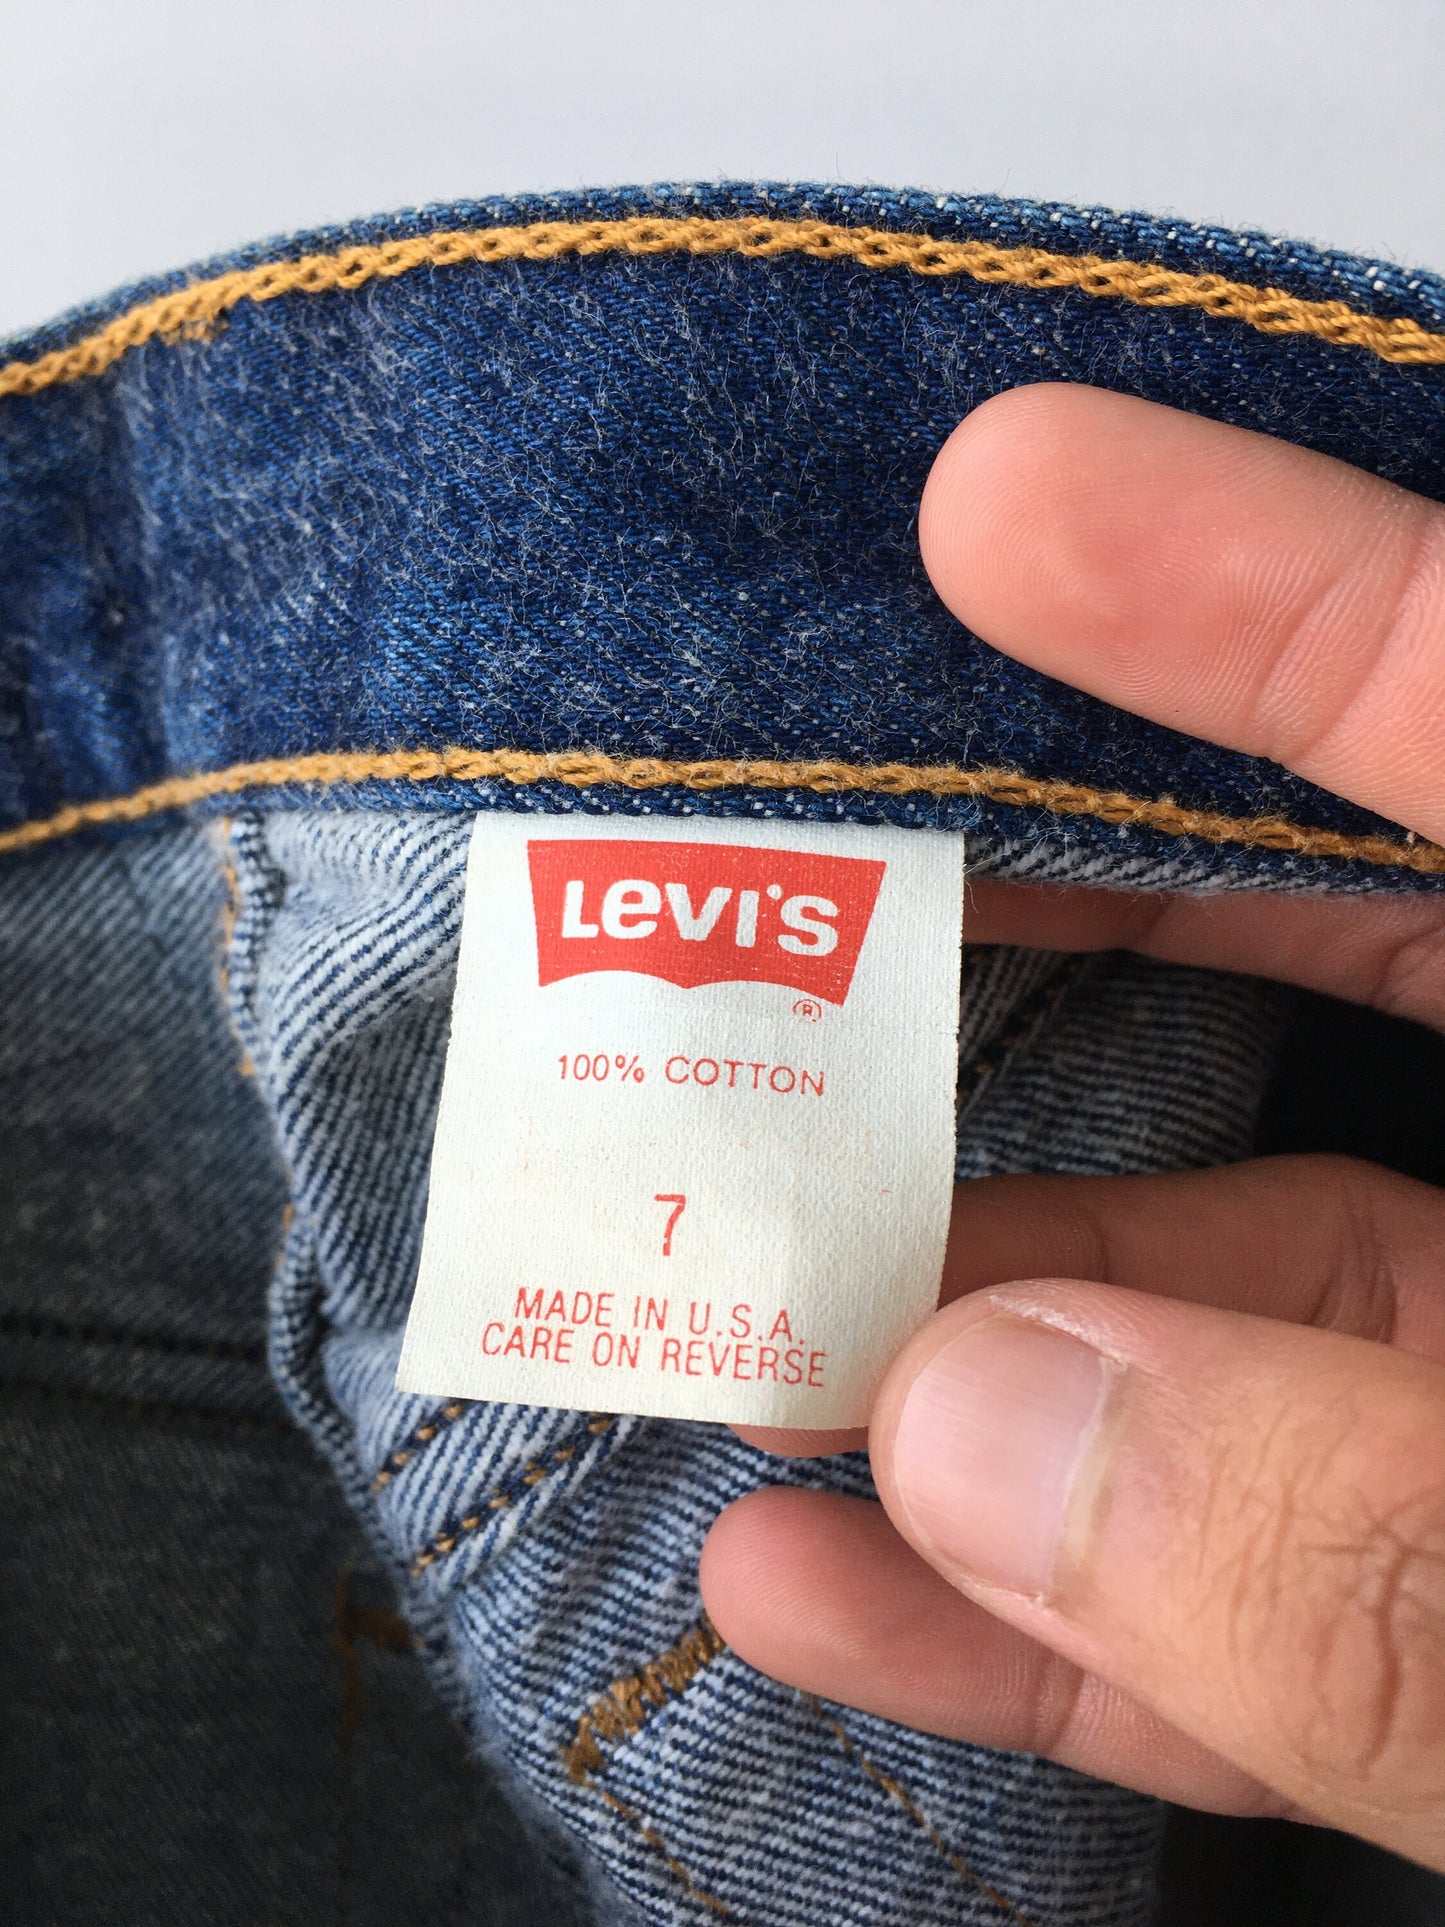 LeVI'S
®
100% COTTON
7
MADE IN U.S.A.
CARE ON REVERSE